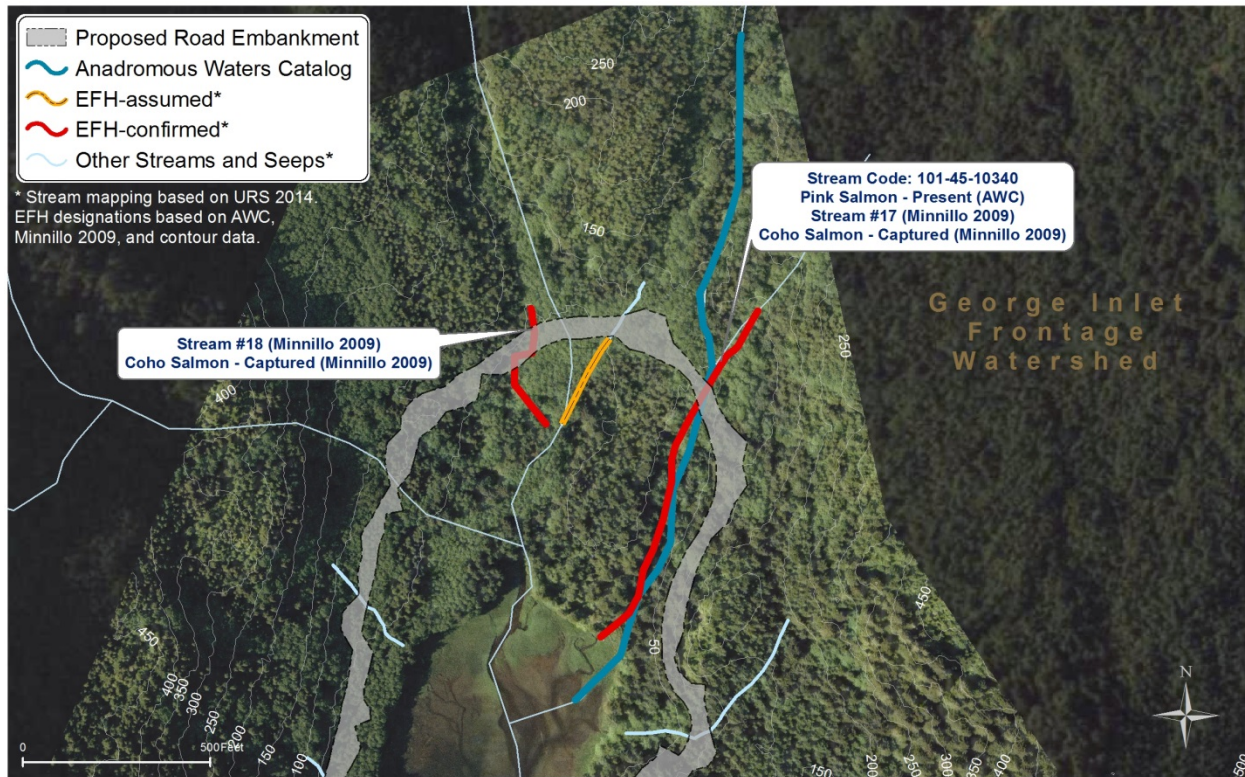 Proposed Road Embankment
Anadromous Waters Catalog
EFH-assumed*
EFH-confirmed*
Other Streams and Seeps*
* Stream mapping based on URS 2014.
EFH designations based on AWC,
Minnillo 2009, and contour data.
250
200
150
Stream Code: 101-45-10340
Pink Salmon - Present (AWC)
Stream #17 (Minnillo 2009)
Coho Salmon - Captured (Minnillo 2009)
George Inlet
Frontage
Watershed
Stream #18 (Minnillo 2009)
Coho Salmon - Captured (Minnillo 2009)
250
400
450
450
50
400
350
300
250
200
150
100
N
0
500Feet
150
200
250
300
350
400
450
500